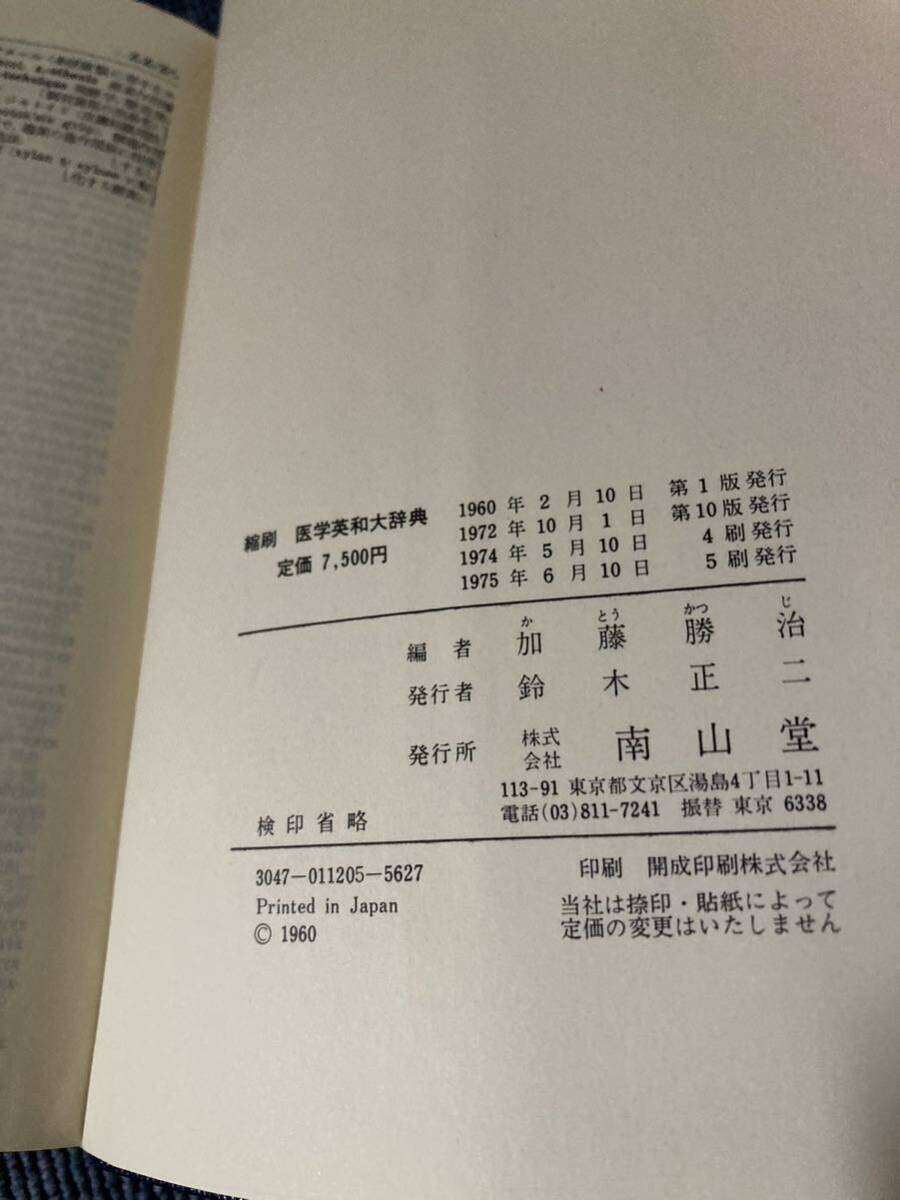 縮刷 医学英和大辞典
定価 7,500円
1960 年 2 月 10 日 第 1 版 発行
1972 年 10 月 1 日 第 10 版 発行
1974 年 5 月 10 日 4 刷 発行
1975 年 6 月 10 日 5 刷 発行
か とう かつ じ
編者 加藤勝治
発行者 鈴木正二
発行所 株式会社 南山堂
113-91 東京都文京区湯島4丁目1-11
電話(03)811-7241 振替 東京 6338
検印省略
3047-011205-5627
Printed in Japan
© 1960
印刷 開成印刷株式会社
当社は捺印・貼紙によって
定価の変更はいたしません